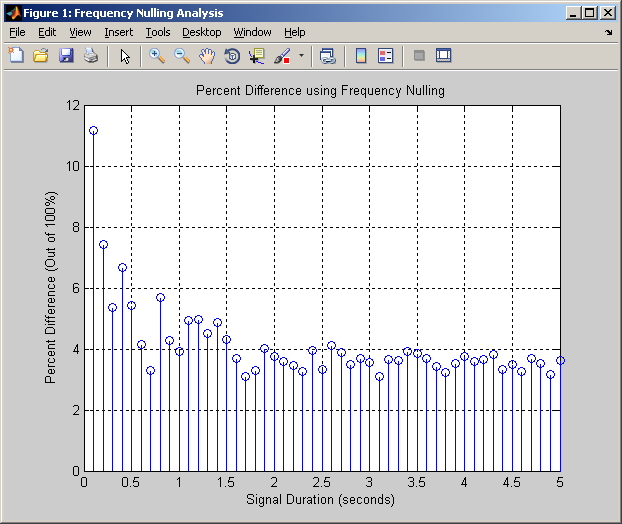 Figure 1: Frequency Nulling Analysis
File Edit View Insert Tools Desktop Window Help
Percent Difference using Frequency Nulling
12
10
8
6
4
2
0
Percent Difference (Out of 100%)
0 0.5 1 1.5 2 2.5 3 3.5 4 4.5 5
Signal Duration (seconds)